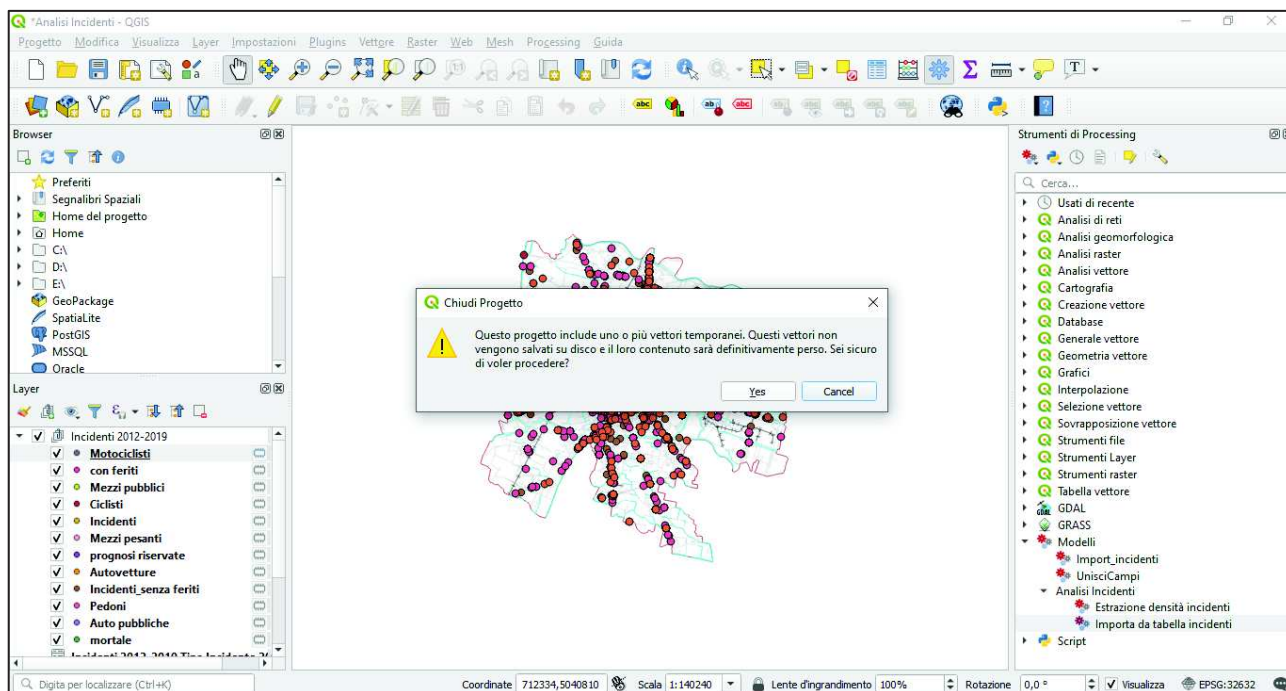 *Analisi Incidenti - QGIS
Progetto Modifica Visualizza Layer Impostazioni Plugins Vettore Raster Web Mesh Processing Guida
Browser
Preferiti
Segnalibri Spaziali
Home del progetto
Home
C:\
D:\
E:\
GeoPackage
SpatiaLite
PostGIS
MSSQL
Oracle
Layer
Incidenti 2012-2019
Motociclisti
con feriti
Mezzi pubblici
Ciclisti
Incidenti
Mezzi pesanti
prognosi riservate
Autovetture
Incidenti_senza feriti
Pedoni
Auto pubbliche
mortale
Chiudi Progetto
Questo progetto include uno o più vettori temporanei. Questi vettori non
vengono salvati su disco e il loro contenuto sarà definitivamente perso. Sei sicuro
di voler procedere?
Yes Cancel
Strumenti di Processing
Cerca...
Usati di recente
Analisi di reti
Analisi geomorfologica
Analisi raster
Analisi vettore
Cartografia
Creazione vettore
Database
Generale vettore
Geometria vettore
Grafici
Interpolazione
Selezione vettore
Sovrapposizione vettore
Strumenti file
Strumenti Layer
Strumenti raster
Tabella vettore
GDAL
GRASS
Modelli
Import_incidenti
UnisciCampi
Analisi Incidenti
Estrazione densità incidenti
Importa da tabella incidenti
Script
Digita per localizzare (Ctrl+K) Coordinate 712334,5040810 Scala 1:140240 Lente d'ingrandimento 100% Rotazione 0,0 ° Visualizza EPSG:32632